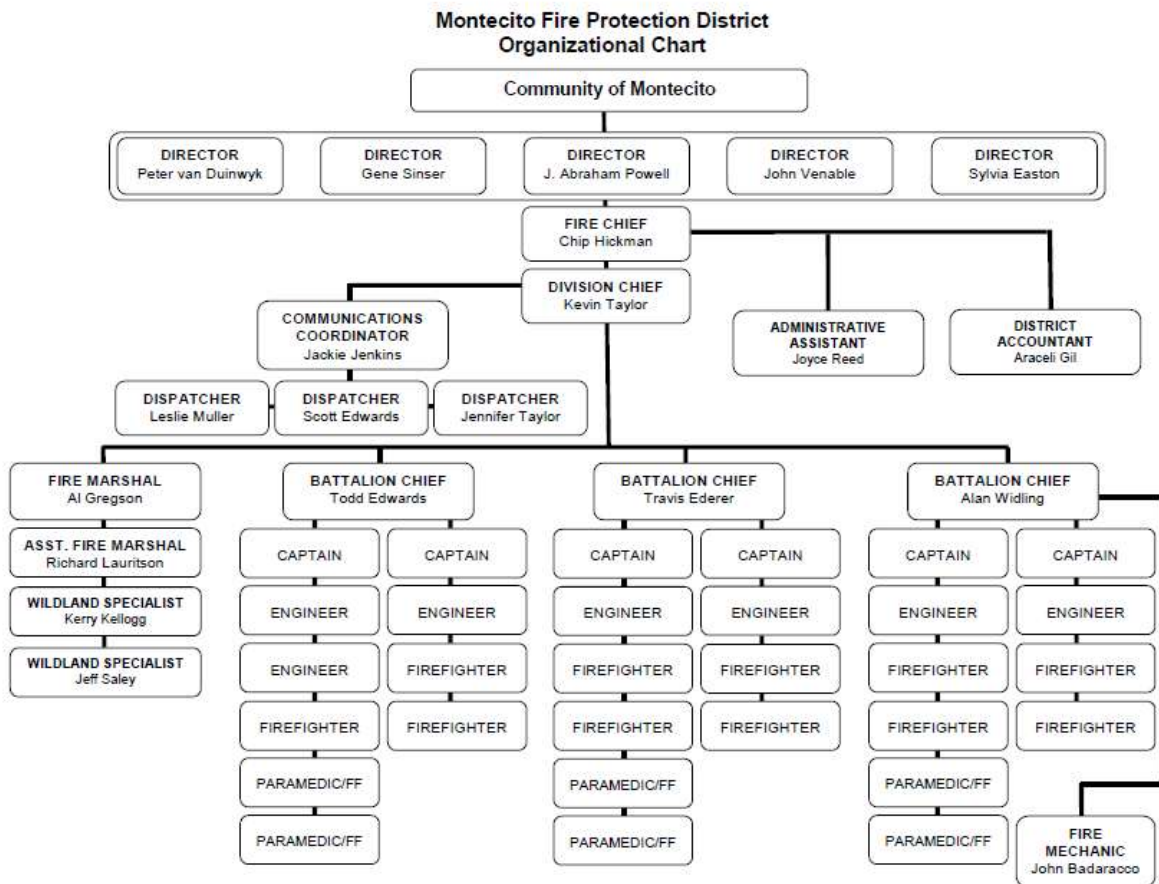 Montecito Fire Protection District
Organizational Chart
Community of Montecito
DIRECTOR
Peter van Duinwyk
DIRECTOR
Gene Sinser
DIRECTOR
J. Abraham Powell
DIRECTOR
John Venable
DIRECTOR
Sylvia Easton
FIRE CHIEF
Chip Hickman
DIVISION CHIEF
Kevin Taylor
COMMUNICATIONS
COORDINATOR
Jackie Jenkins
ADMINISTRATIVE
ASSISTANT
Joyce Reed
DISTRICT
ACCOUNTANT
Araceli Gil
DISPATCHER
Leslie Muller
DISPATCHER
Scott Edwards
DISPATCHER
Jennifer Taylor
FIRE MARSHAL
Al Gregson
ASST. FIRE MARSHAL
Richard Lauritson
WILDLAND SPECIALIST
Kerry Kellogg
WILDLAND SPECIALIST
Jeff Saley
BATTALION CHIEF
Todd Edwards
CAPTAIN
ENGINEER
ENGINEER
FIREFIGHTER
PARAMEDIC/FF
PARAMEDIC/FF
CAPTAIN
ENGINEER
FIREFIGHTER
FIREFIGHTER
BATTALION CHIEF
Travis Ederer
CAPTAIN
ENGINEER
FIREFIGHTER
FIREFIGHTER
PARAMEDIC/FF
PARAMEDIC/FF
CAPTAIN
ENGINEER
FIREFIGHTER
FIREFIGHTER
BATTALION CHIEF
Alan Widling
CAPTAIN
ENGINEER
FIREFIGHTER
FIREFIGHTER
PARAMEDIC/FF
PARAMEDIC/FF
CAPTAIN
ENGINEER
FIREFIGHTER
FIREFIGHTER
FIRE
MECHANIC
John Badaracco